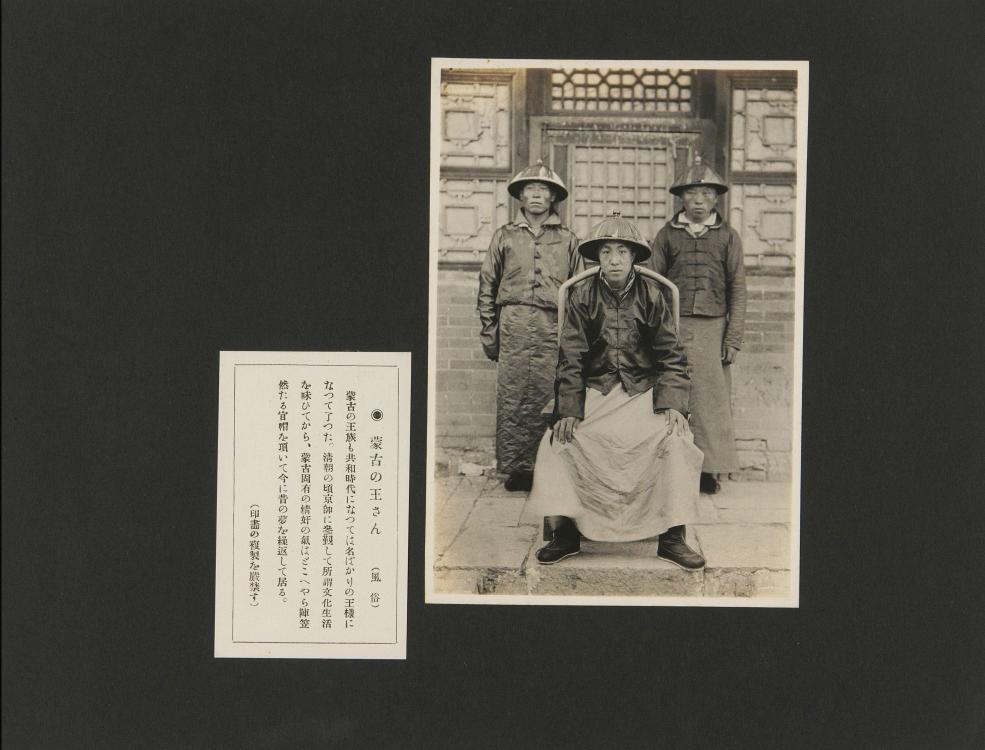 ◉ 蒙古の王さん (風俗)
蒙古の王族も共和時代になつては名ばかりの王樣に
なつて了つた。淸朝の頃京師に參覲して所謂文化生活
を味ひてから、蒙古固有の精奸の氣はどこへやら陣笠
然たる官帽を頂いて今に昔の夢を繰返して居る。
(印畵の複製を嚴禁す)